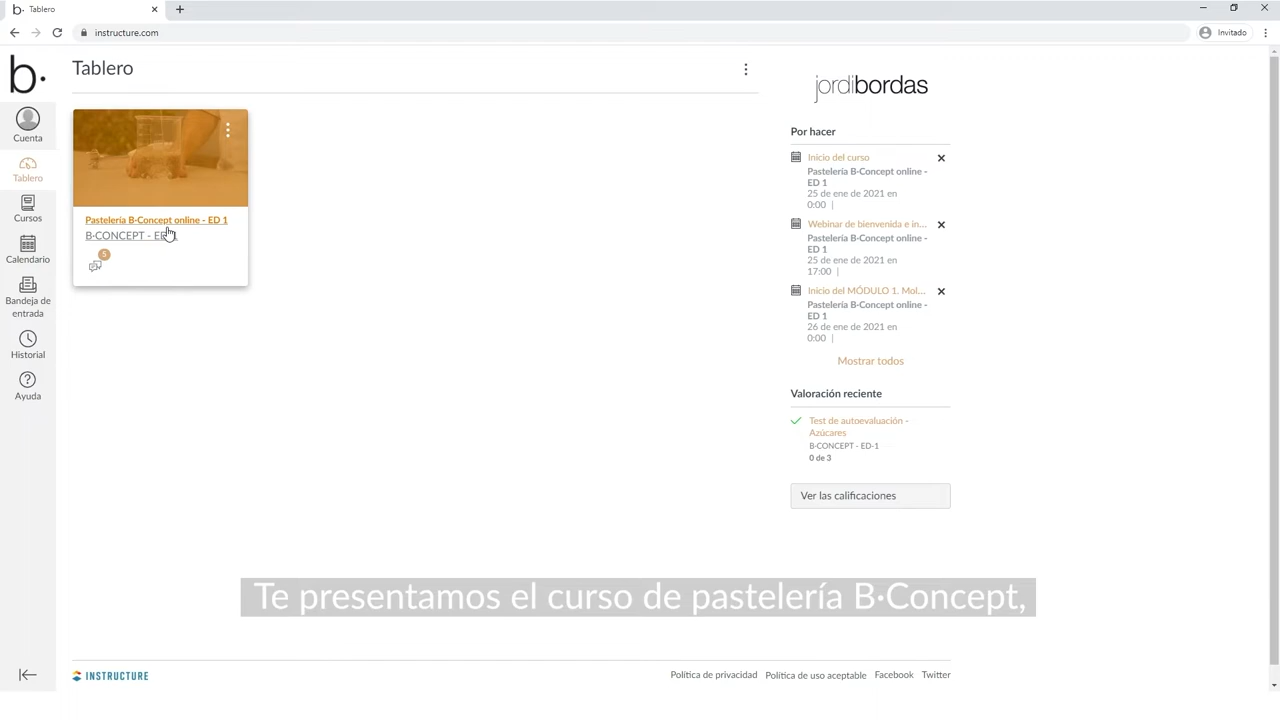 b. Tablero
instructure.com
Invitado
b.
Cuenta
Tablero
Cursos
Calendario
Bandeja de
entrada
Historial
Ayuda
Tablero
Pastelería B·Concept online - ED 1
B·CONCEPT - ED-1
5
jordibordas
Por hacer
Inicio del curso
Pastelería B·Concept online -
ED 1
25 de ene de 2021 en
0:00 |
Webinar de bienvenida e in...
Pastelería B·Concept online -
ED 1
25 de ene de 2021 en
17:00 |
Inicio del MÓDULO 1. Mol...
Pastelería B·Concept online -
ED 1
26 de ene de 2021 en
0:00 |
Mostrar todos
Valoración reciente
Test de autoevaluación -
Azúcares
B·CONCEPT - ED-1
0 de 3
Ver las calificaciones
Te presentamos el curso de pastelería B·Concept,
INSTRUCTURE
Política de privacidad Política de uso aceptable Facebook Twitter